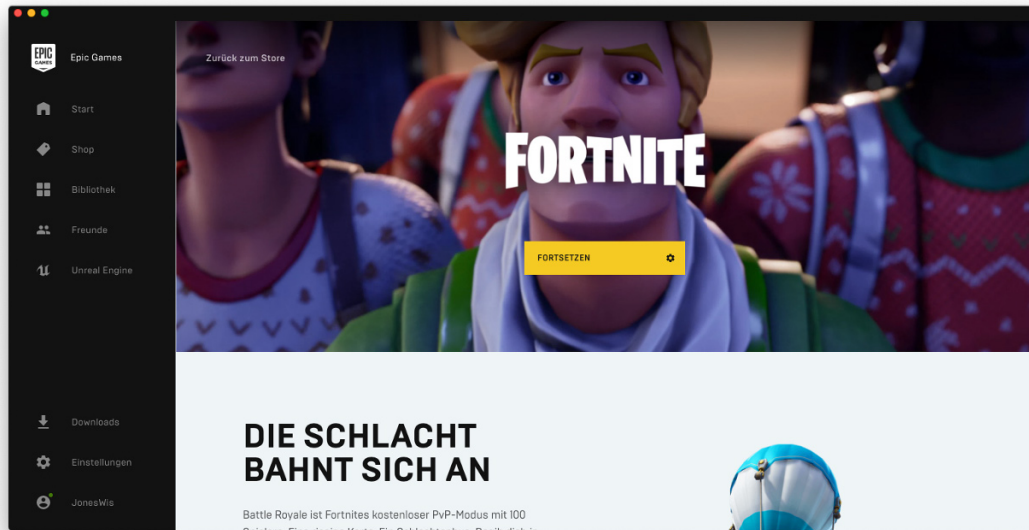 EPIC
GAMES
Epic Games
Start
Shop
Bibliothek
Freunde
Unreal Engine
Downloads
Einstellungen
JonesWis
Zurück zum Store
FORTNITE
FORTSETZEN
DIE SCHLACHT
BAHNT SICH AN
Battle Royale ist Fortnites kostenloser PvP-Modus mit 100